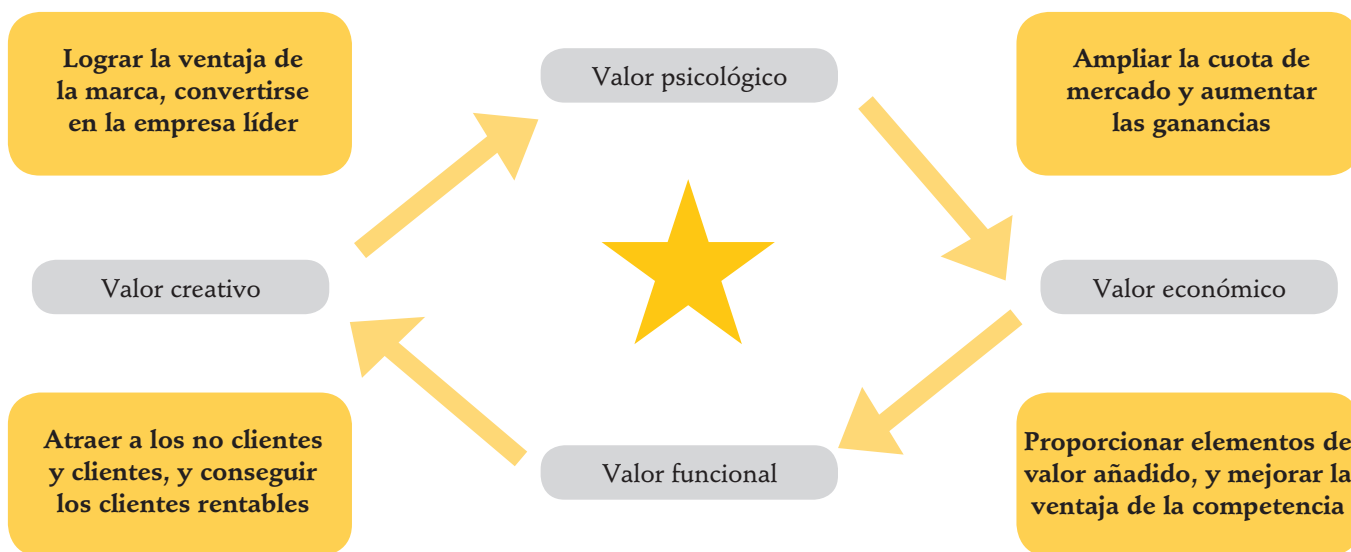 Lograr la ventaja de
la marca, convertirse
en la empresa líder
Valor psicológico
Ampliar la cuota de
mercado y aumentar
las ganancias
Valor creativo
Valor económico
Atraer a los no clientes
y clientes, y conseguir
los clientes rentables
Valor funcional
Proporcionar elementos de
valor añadido, y mejorar la
ventaja de la competencia